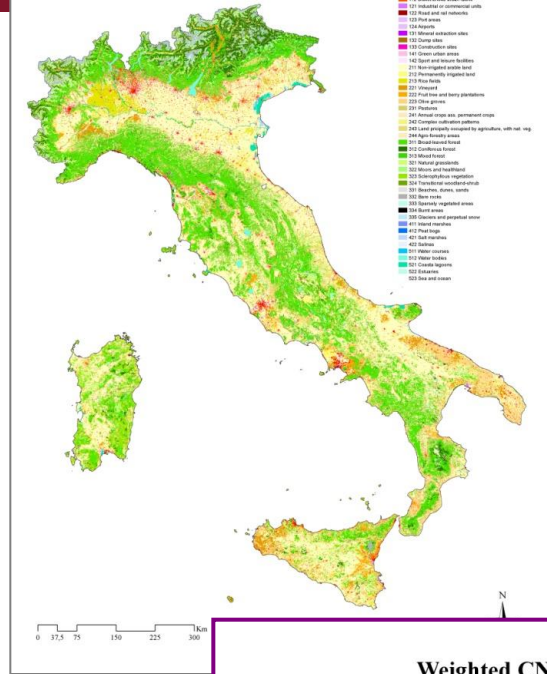 121 Industrial or commercial units
122 Road and rail networks
123 Port areas
124 Airports
131 Mineral extraction sites
132 Dump sites
133 Construction sites
141 Green urban areas
142 Sport and leisure facilities
211 Non-irrigated arable land
212 Permanently irrigated land
213 Rice fields
221 Vineyard
222 Fruit tree and berry plantations
223 Olive groves
231 Pastures
241 Annual crops ass. permanent crops
242 Complex cultivation patterns
243 Land principally occupied by agriculture, with nat. veg
244 Agro-forestry areas
311 Broad-leaved forest
312 Coniferous forest
313 Mixed forest
321 Natural grasslands
322 Moors and heathland
323 Sclerophyllous vegetation
324 Transitional woodland-shrub
331 Beaches, dunes, sands
332 Bare rocks
333 Sparsely vegetated areas
334 Burnt areas
335 Glaciers and perpetual snow
411 Inland marshes
412 Peat bogs
421 Salt marshes
422 Salines
511 Water courses
512 Water bodies
521 Coastal lagoons
522 Estuaries
523 Sea and ocean
N
Km
0 37,5 75 150 225 300
Weighted CN